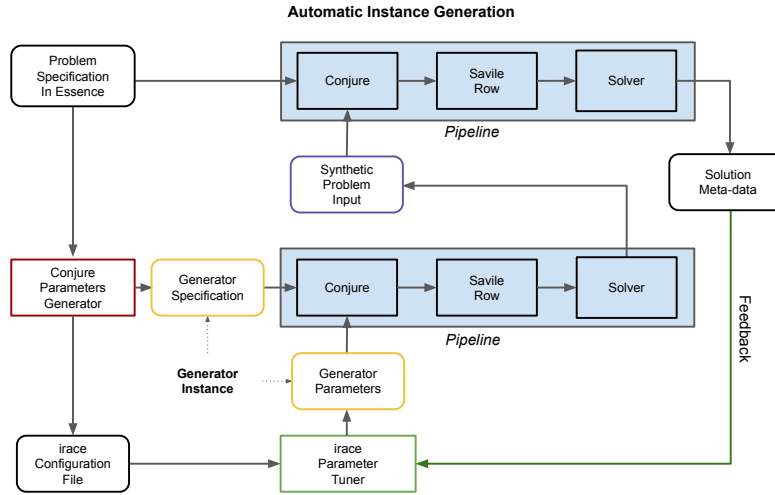 Automatic Instance Generation
Problem
Specification
In Essence
Conjure
Savile
Row
Solver
Pipeline
Synthetic
Problem
Input
Solution
Meta-data
Conjure
Parameters
Generator
Generator
Specification
Conjure
Savile
Row
Solver
Pipeline
Feedback
Generator
Instance
Generator
Parameters
irace
Configuration
File
irace
Parameter
Tuner